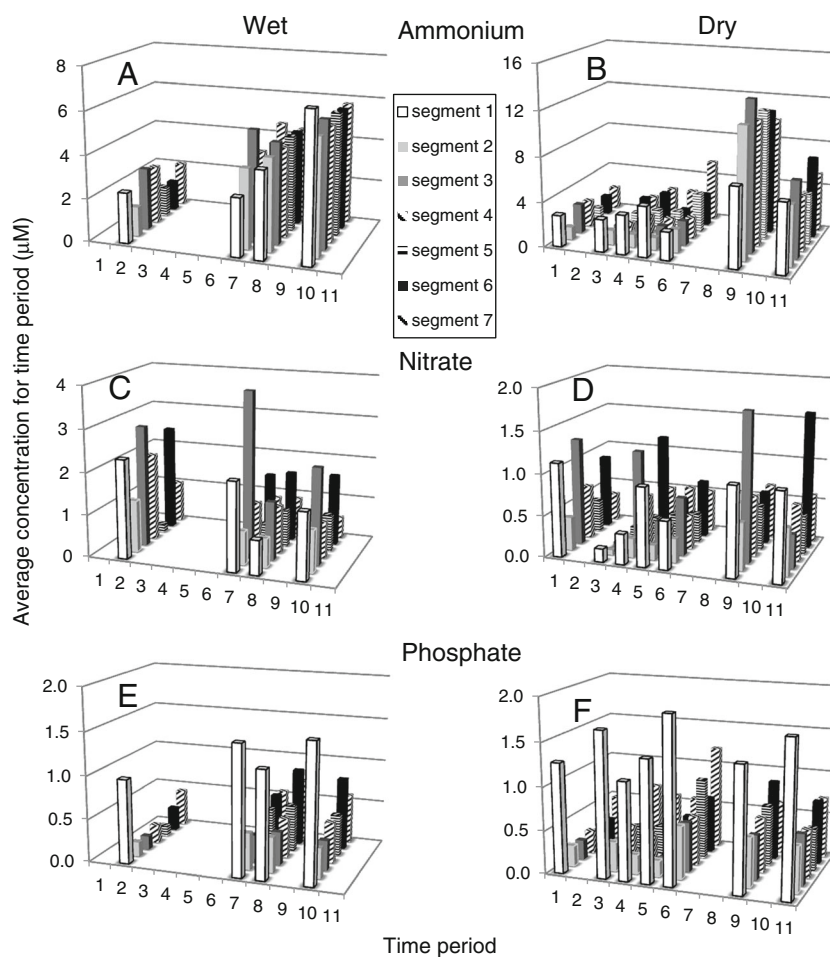 Wet
Ammonium
Dry
A
8
6
4
2
0
1 2 3 4 5 6 7 8 9 10 11
segment 1
segment 2
segment 3
segment 4
segment 5
segment 6
segment 7
B
16
12
8
4
0
1 2 3 4 5 6 7 8 9 10 11
Average concentration for time period (µM)
Nitrate
C
4
3
2
1
0
1 2 3 4 5 6 7 8 9 10 11
D
2.0
1.5
1.0
0.5
0.0
1 2 3 4 5 6 7 8 9 10 11
Phosphate
E
2.0
1.5
1.0
0.5
0.0
1 2 3 4 5 6 7 8 9 10 11
F
2.0
1.5
1.0
0.5
0.0
1 2 3 4 5 6 7 8 9 10 11
Time period